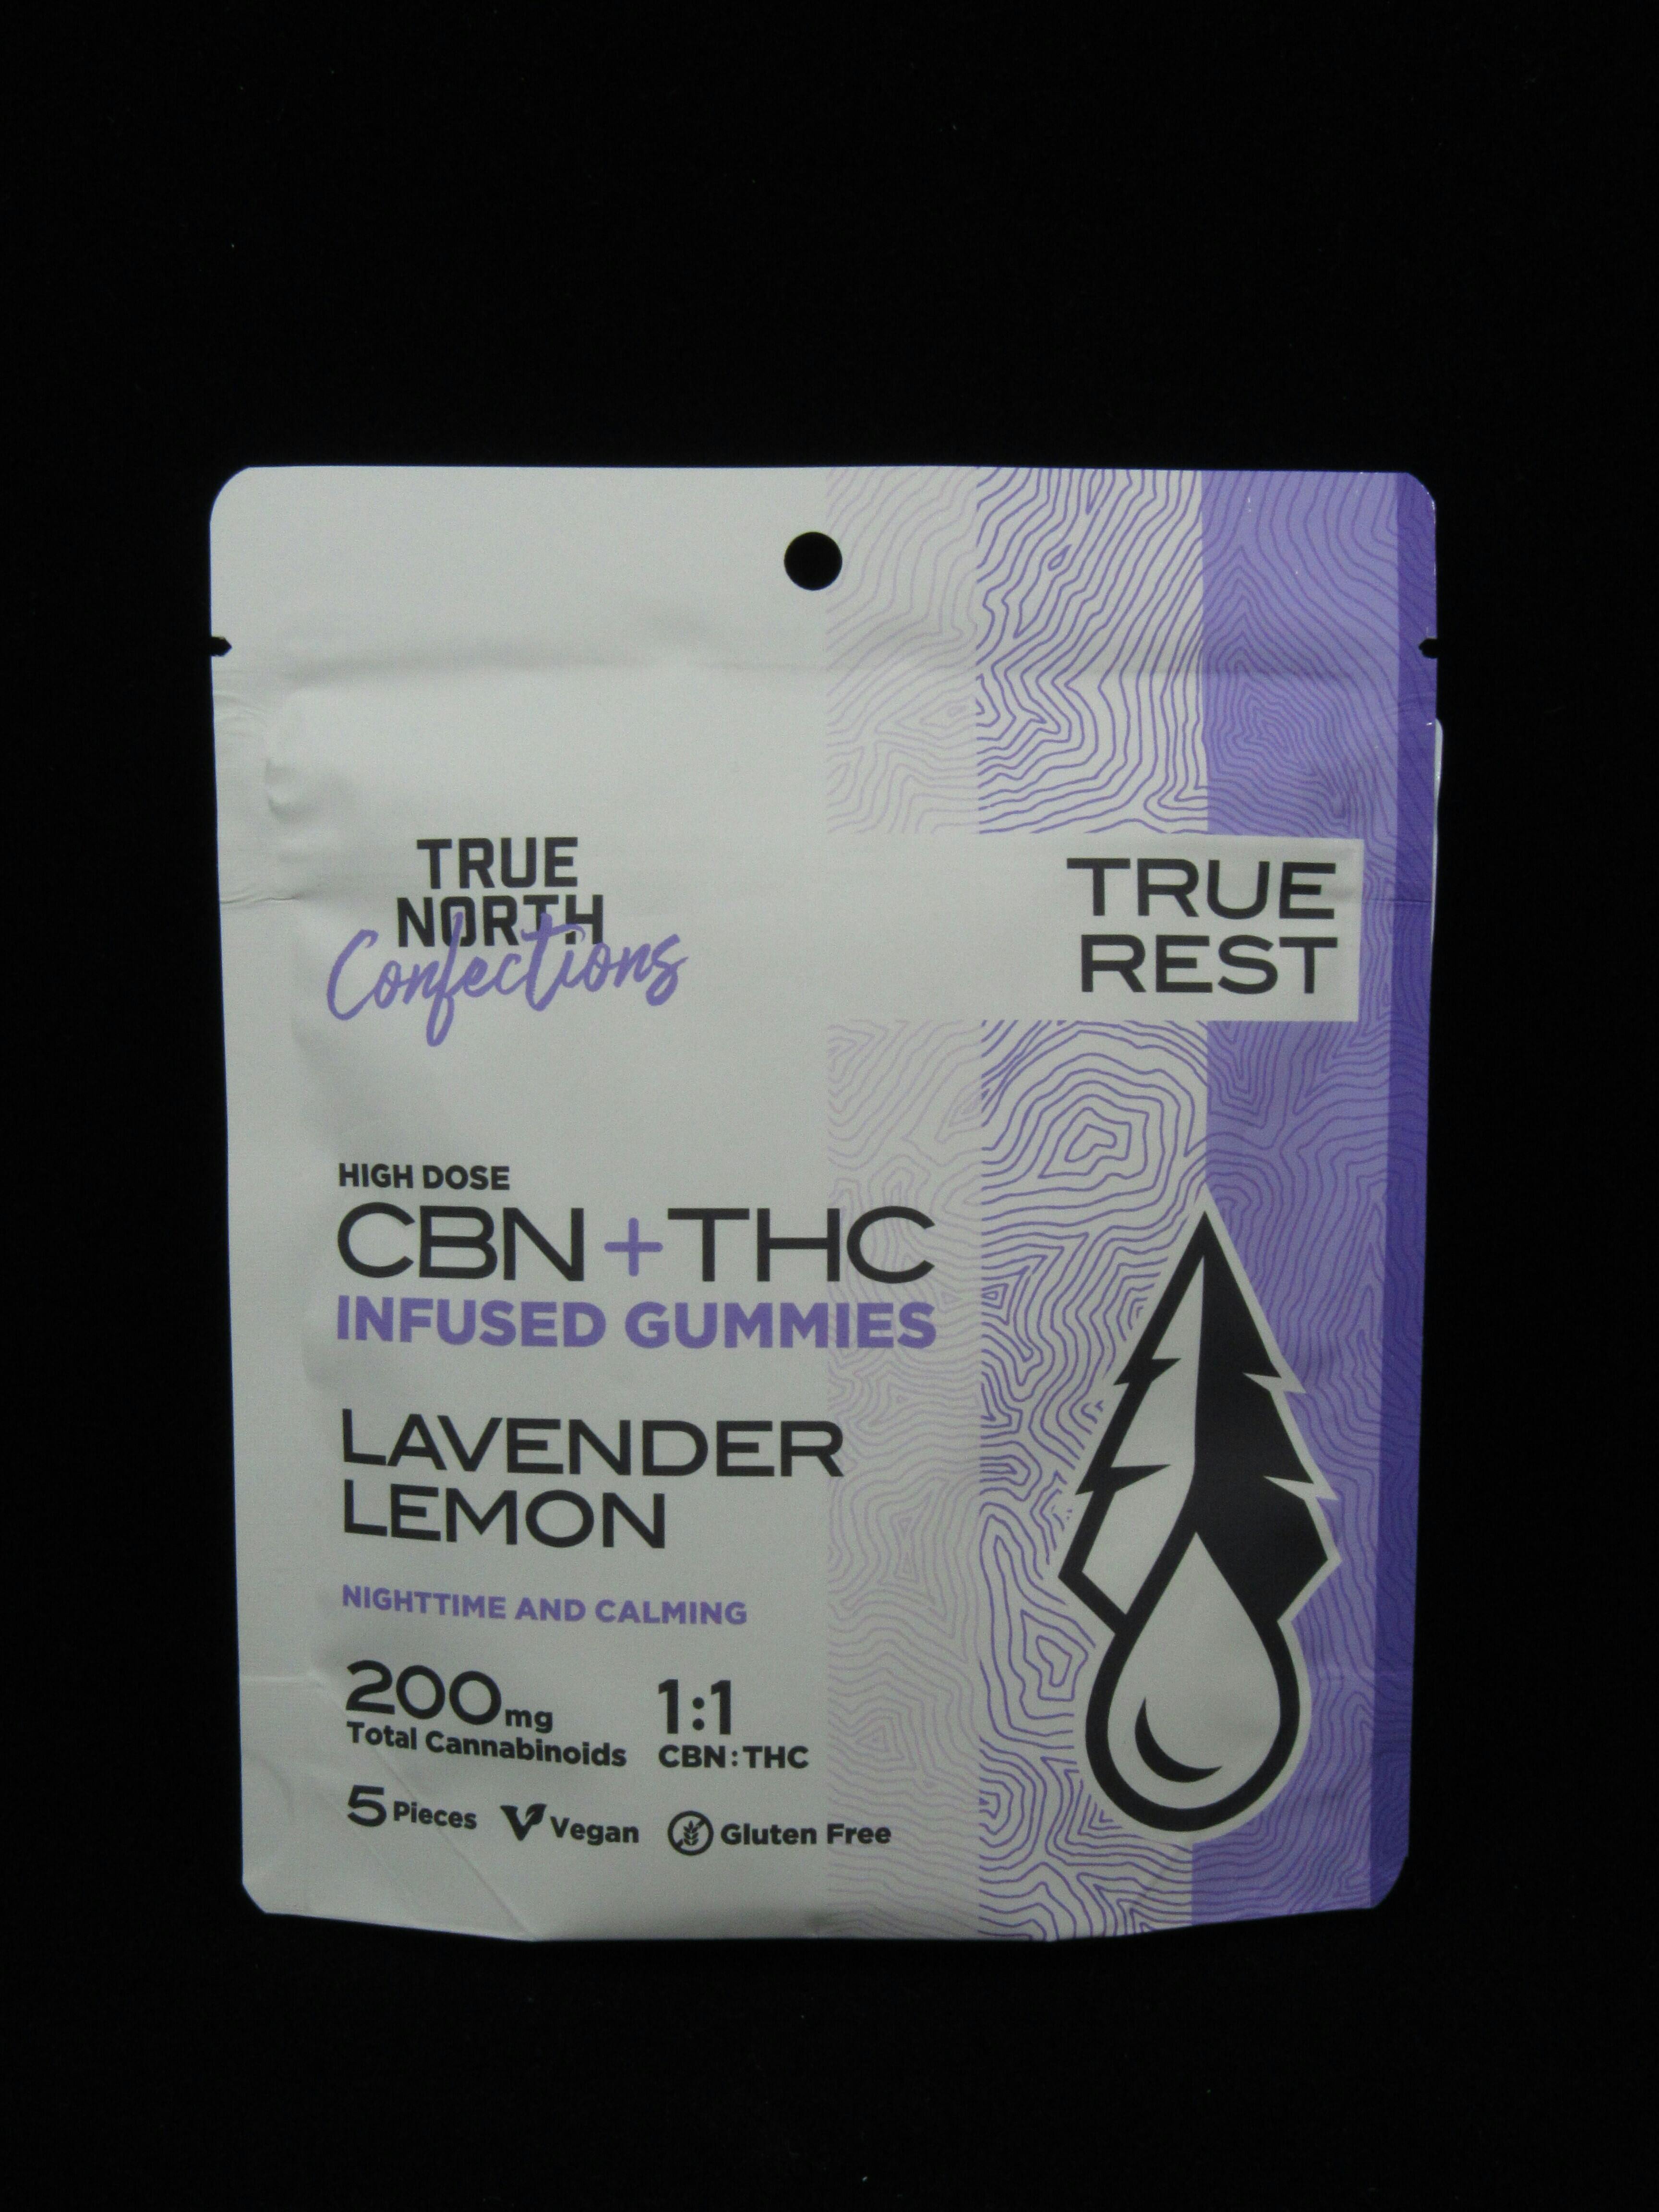 TRUE
NORTH
Confections
TRUE
REST
HIGH DOSE
CBN+THC
INFUSED GUMMIES
LAVENDER
LEMON
NIGHTTIME AND CALMING
200mg
Total Cannabinoids
1:1
CBN:THC
5 Pieces Vegan Gluten Free